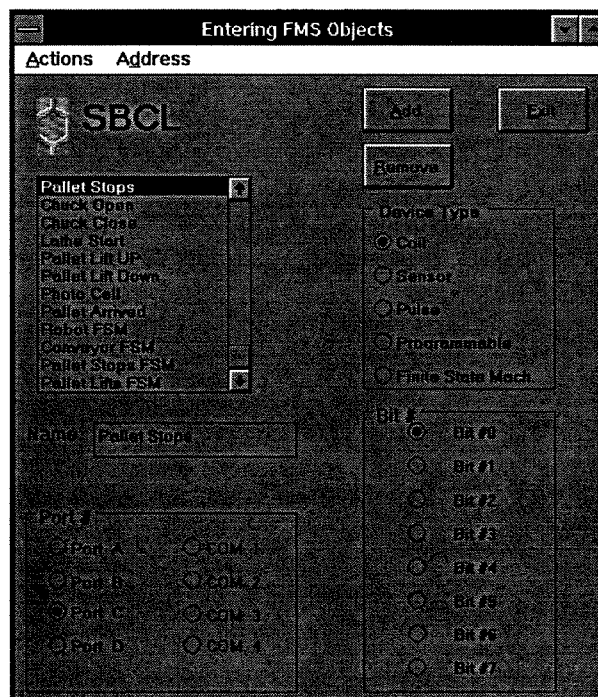 Entering FMS Objects
Actions Address
SBCL
Add
Exit
Remove
Pallet Stops
Chuck Open
Chuck Close
Lathe Start
Pallet Lift UP
Pallet Lift Down
Photo Cell
Pallet Arrived
Robot FSM
Conveyor FSM
Pallet Stops FSM
Pallet Lifts FSM
Device Type
Coil
Sensor
Pulse
Programmable
Finite State Mach.
Name: Pallet Stops
Bit #
Bit #0
Bit #1
Bit #2
Bit #3
Bit #4
Bit #5
Bit #6
Bit #7
Port #
Port A COM 1
Port B COM 2
Port C COM 3
Port D COM 4